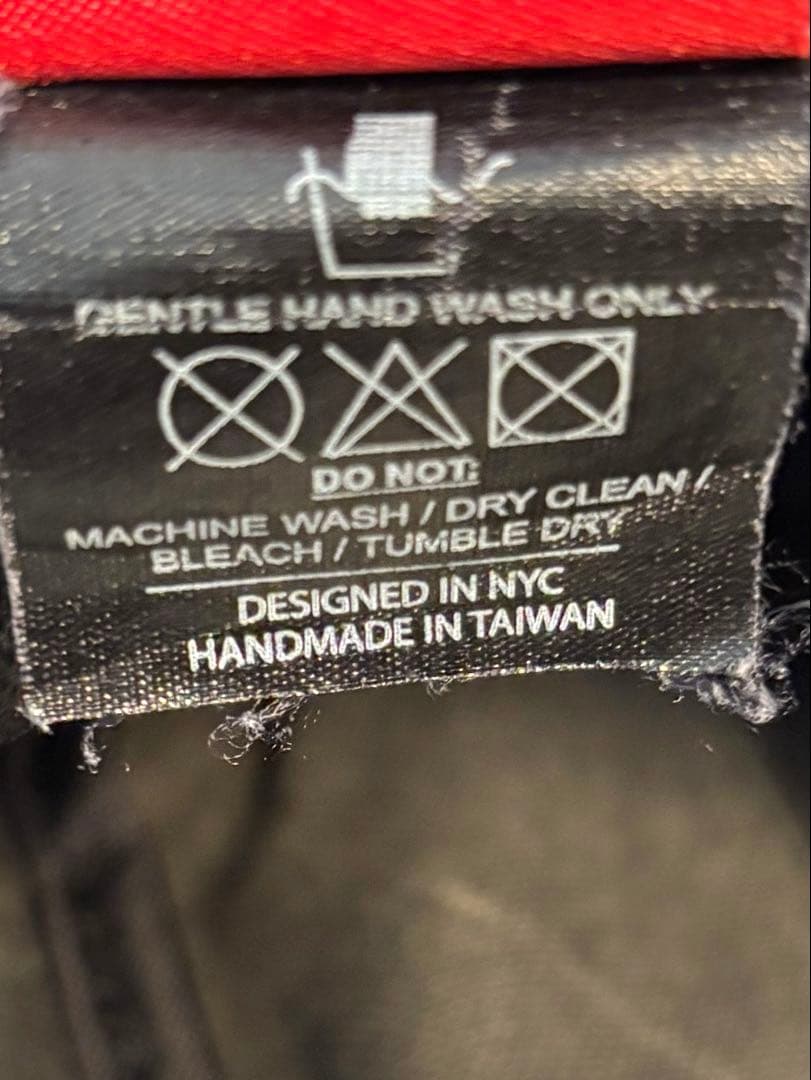 GENTLE HAND WASH ONLY
DO NOT:
MACHINE WASH / DRY CLEAN /
BLEACH / TUMBLE DRY
DESIGNED IN NYC
HANDMADE IN TAIWAN